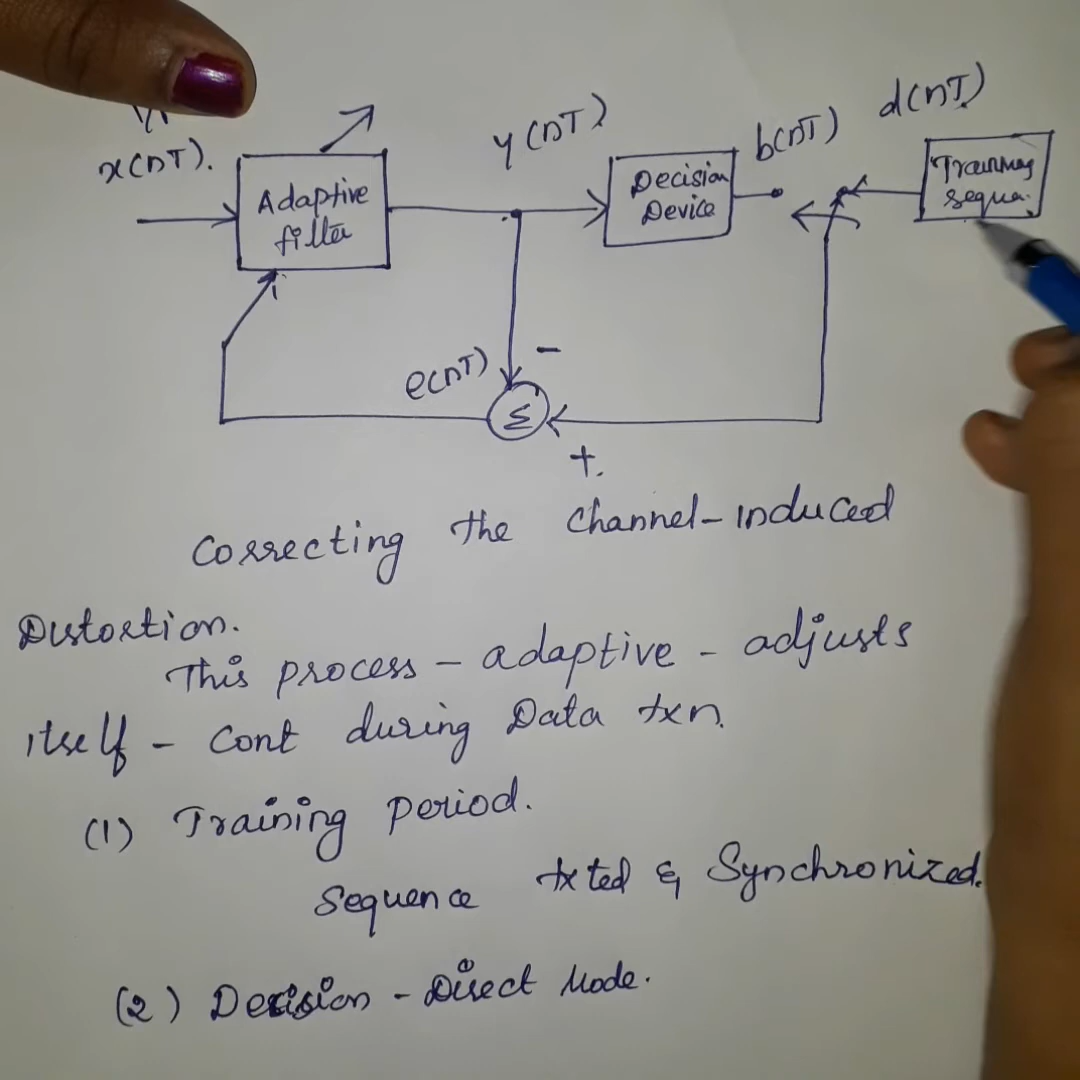 x(nT).
Adaptive
filter
y(nT)
Decision
Device
b(nT)
d(nT)
Training
sequ.
e(nT)
-
Σ
+.
Correcting the channel-induced
Distortion.
This process - adaptive - adjusts
itself - cont during Data txn.
(1) Training period.
sequence txted & Synchronized.
(2) Decision - Direct Mode.